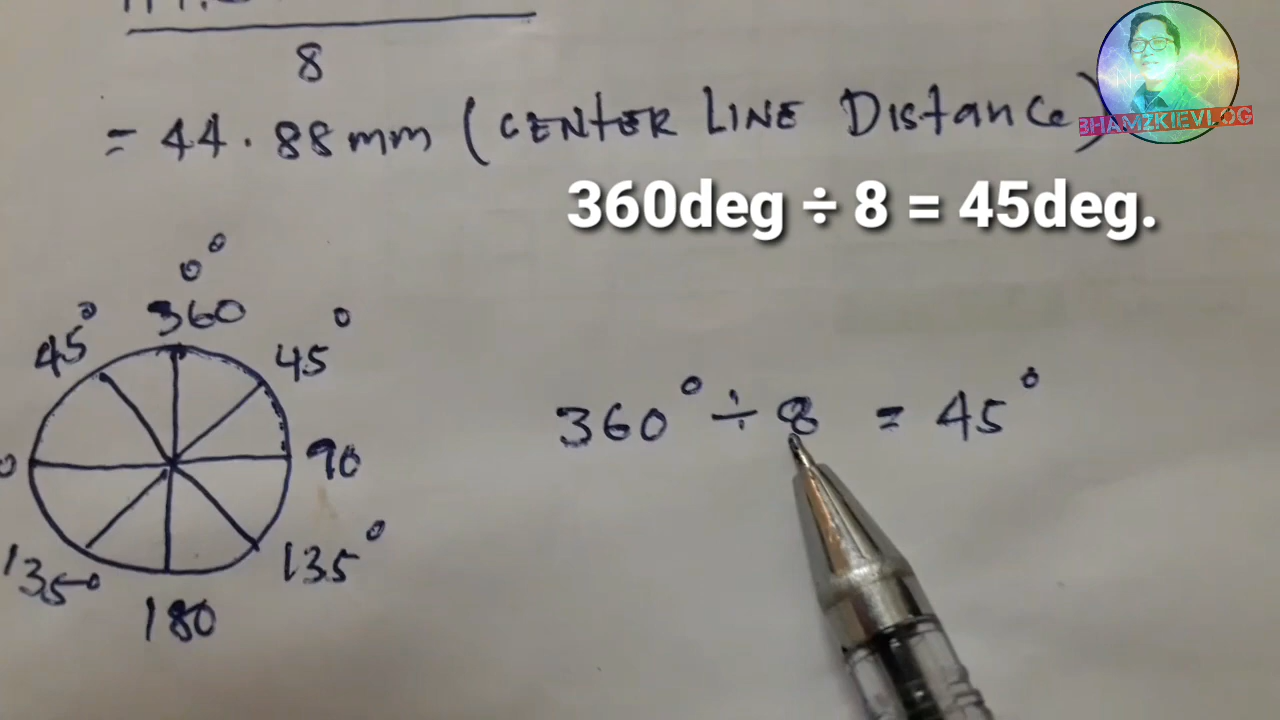 8
= 44.88 mm (CENTER LINE Distance)
BHAMZKIEVLOG
360deg ÷ 8 = 45deg.
0°
360
45°
45°
360° ÷ 8 = 45°
0
90
135°
135°
180